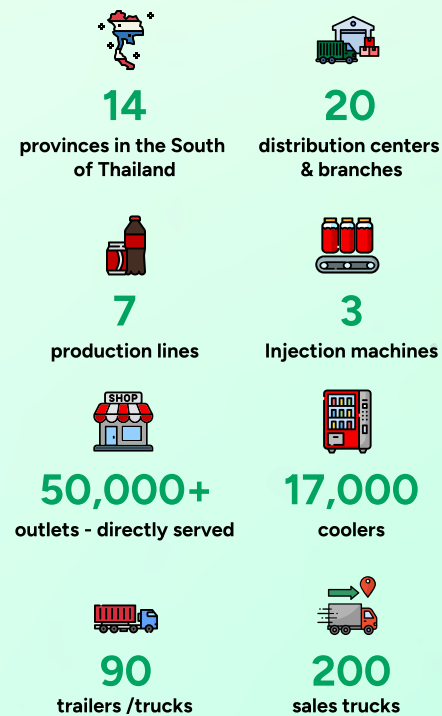 14
provinces in the South
of Thailand
20
distribution centers
& branches
7
production lines
3
Injection machines
SHOP
50,000+
outlets - directly served
17,000
coolers
90
trailers /trucks
200
sales trucks